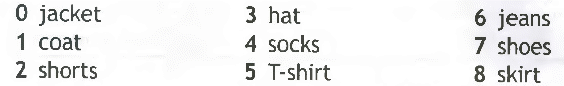 0 jacket
1 coat
2 shorts
3 hat
4 socks
5 T-shirt
6 jeans
7 shoes
8 skirt